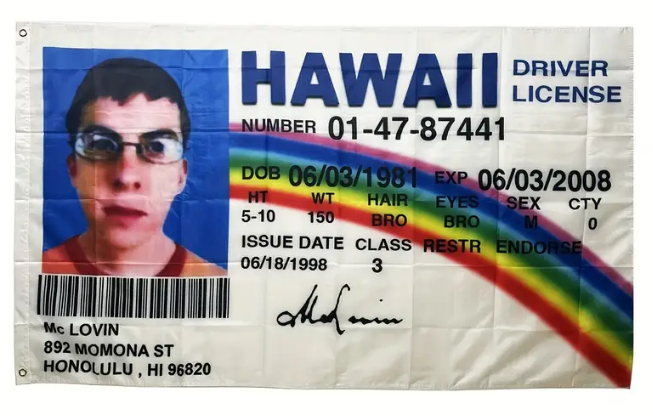 HAWAII DRIVER
LICENSE
NUMBER 01-47-87441
DOB 06/03/1981 EXP 06/03/2008
HT WT HAIR EYES SEX CTY
5-10 150 BRO BRO M 0
ISSUE DATE CLASS RESTR ENDORSE
06/18/1998 3
McLovin
Mc LOVIN
892 MOMONA ST
HONOLULU , HI 96820